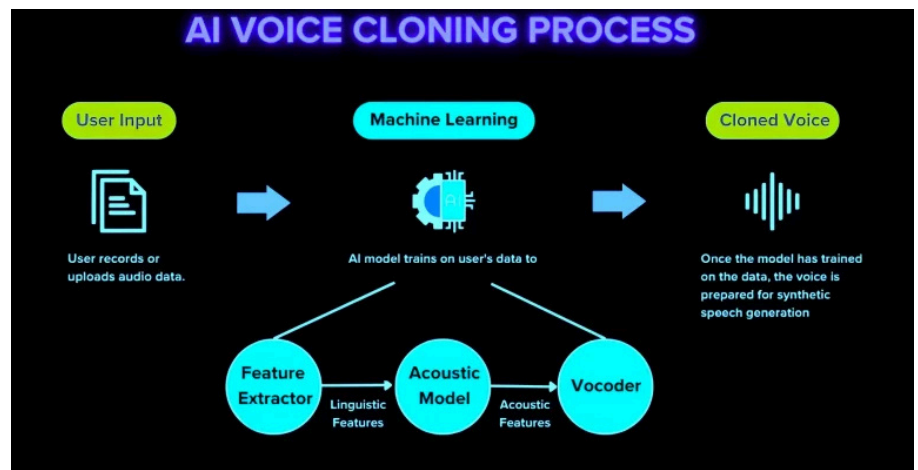 AI VOICE CLONING PROCESS
User Input
Machine Learning
Cloned Voice
AI
User records or
uploads audio data.
AI model trains on user's data to
Once the model has trained
on the data, the voice is
prepared for synthetic
speech generation
Feature
Extractor
Linguistic
Features
Acoustic
Model
Acoustic
Features
Vocoder